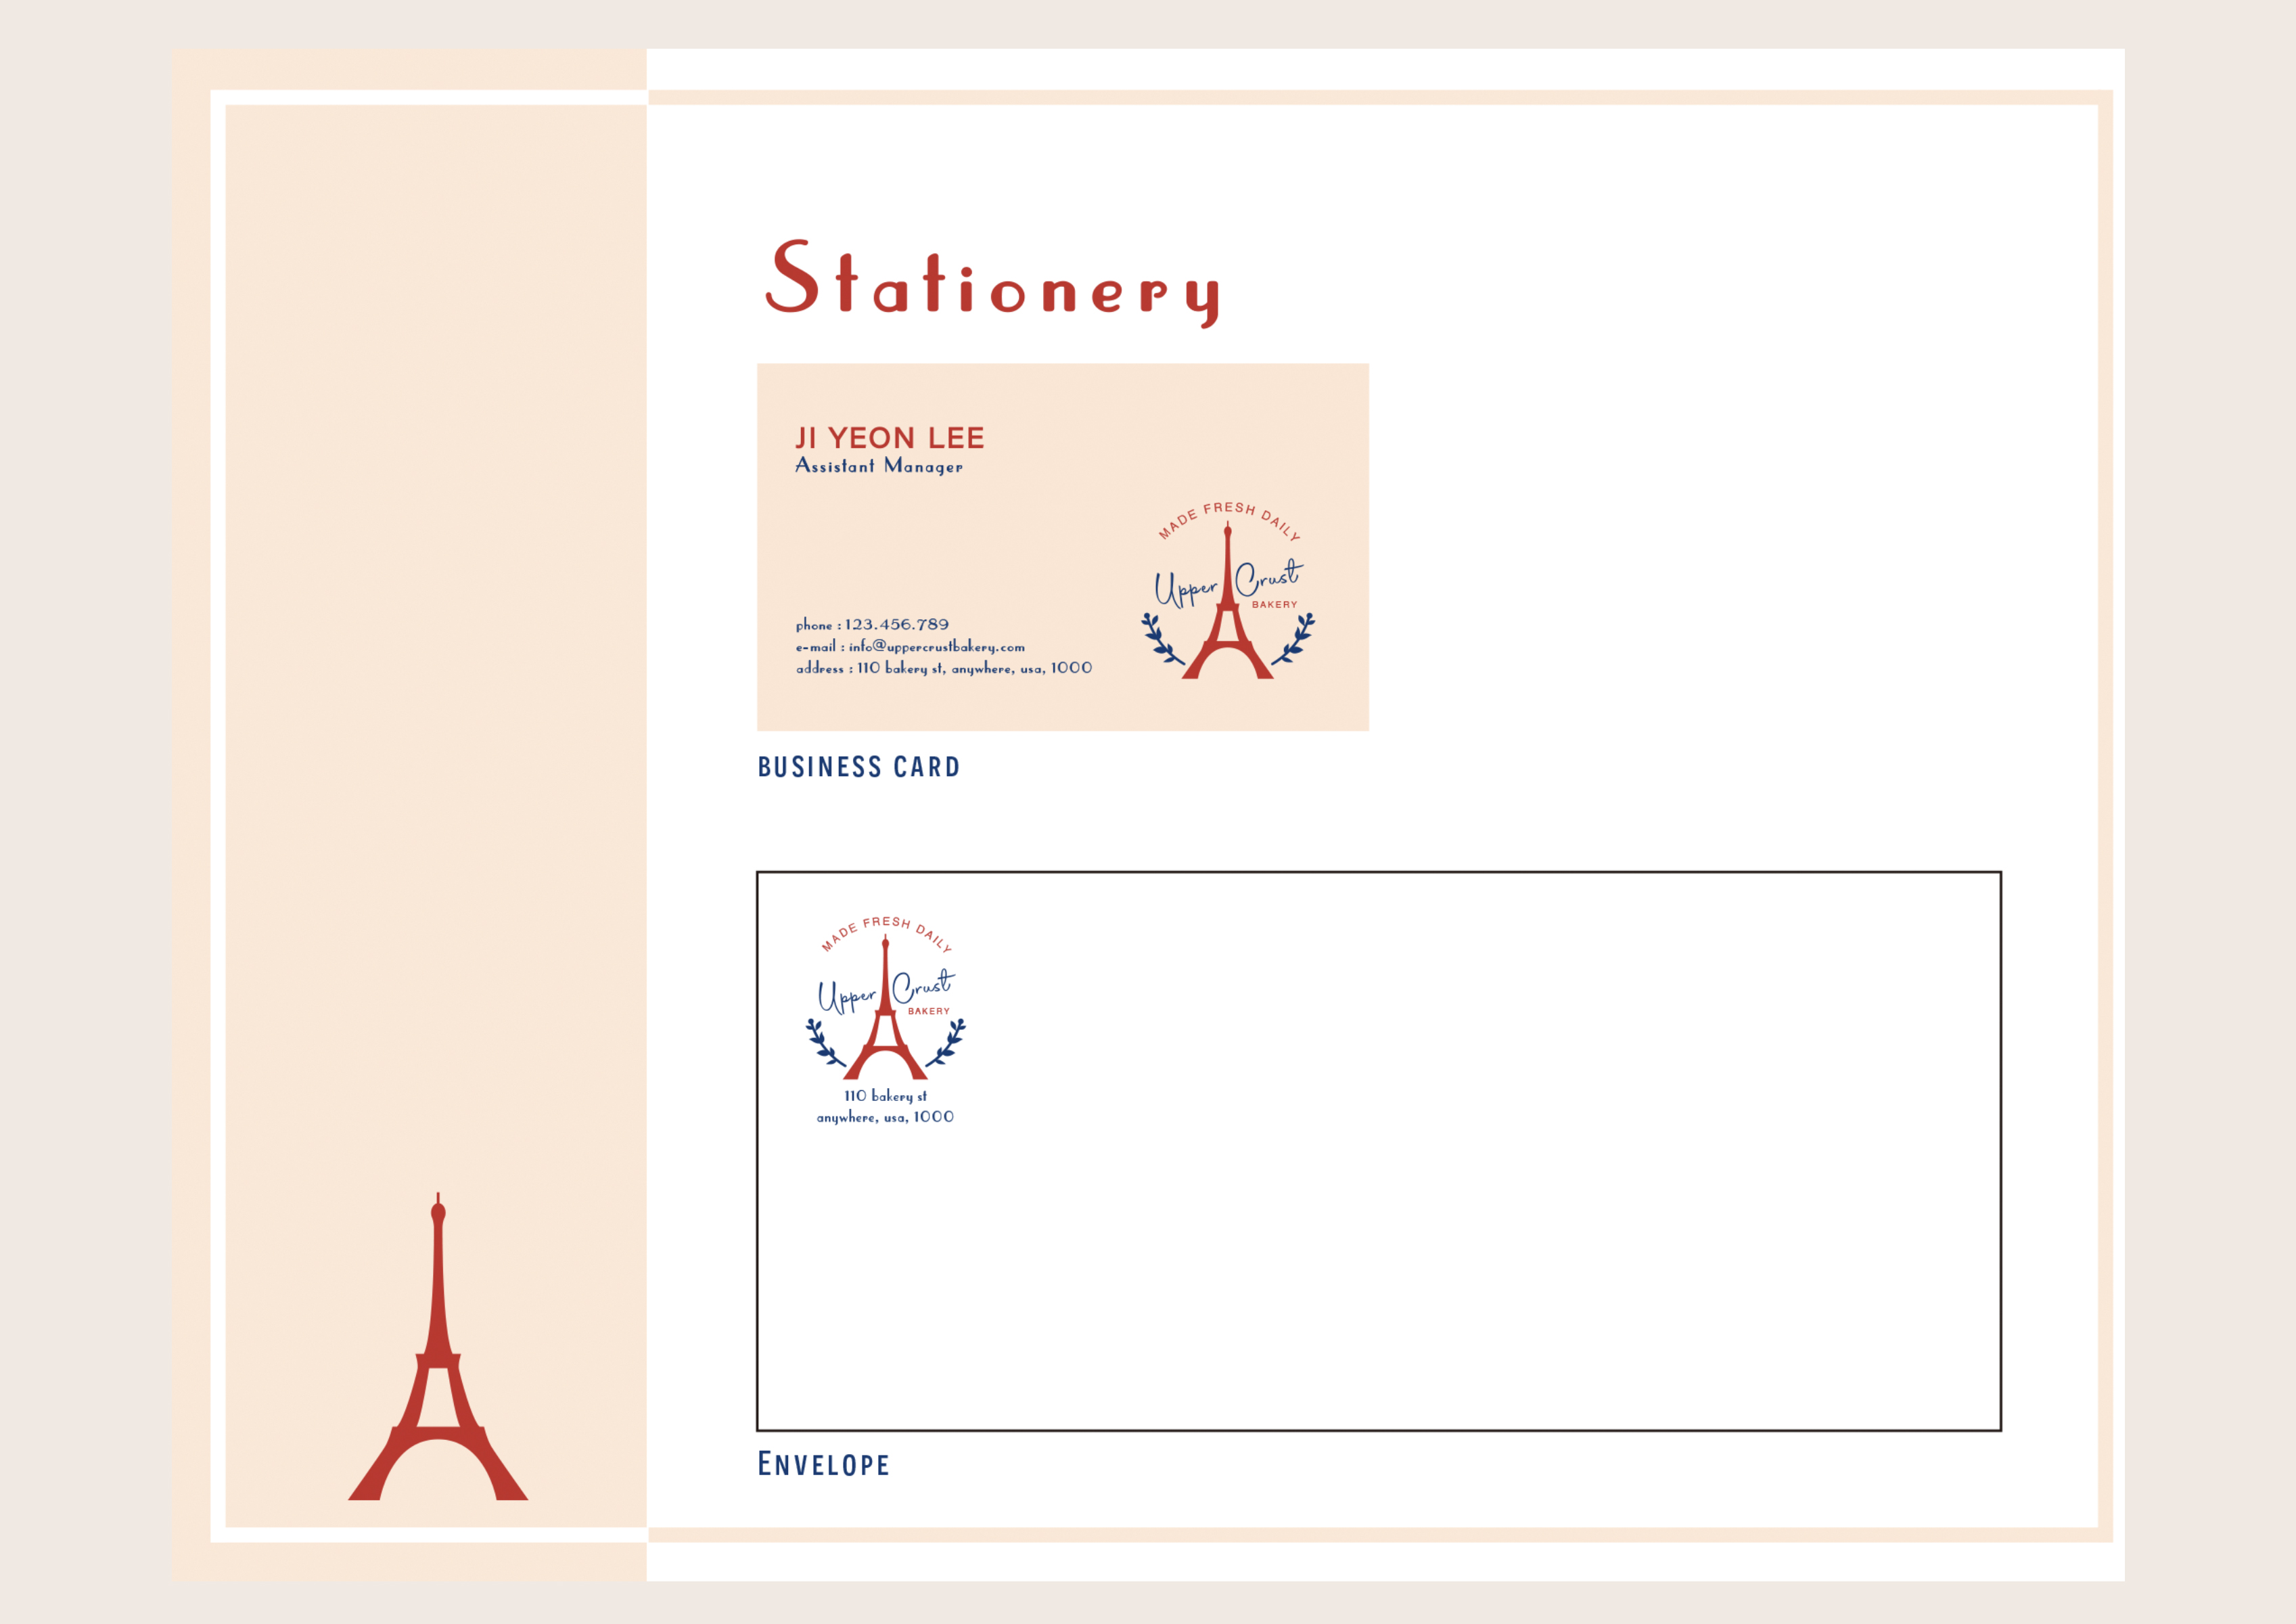 Stationery
JI YEON LEE
Assistant Manager
phone : 123.456.789
e-mail : info@uppercrustbakery.com
address : 110 bakery st, anywhere, usa, 1000
MADE FRESH DAILY
Upper Crust
BAKERY
BUSINESS CARD
MADE FRESH DAILY
Upper Crust
BAKERY
110 bakery st
anywhere, usa, 1000
ENVELOPE